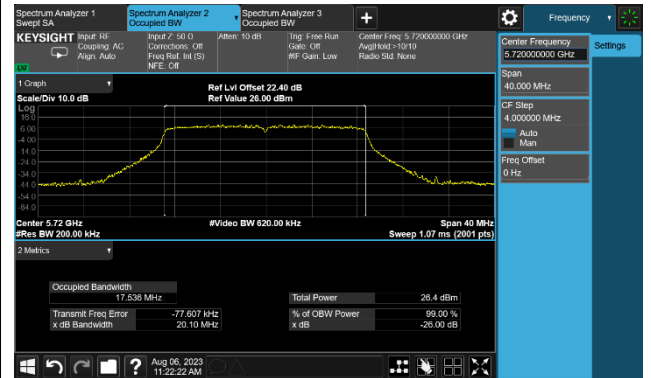 Spectrum Analyzer 1
Swept SA
Spectrum Analyzer 2
Occupied BW
Spectrum Analyzer 3
Occupied BW
Frequency
KEYSIGHT
Input: RF
Coupling: AC
Align: Auto
Input Z: 50 Ω
Corrections: Off
Freq Ref: Int (S)
NFE: Off
Atten: 10 dB
Trig: Free Run
Gate: Off
#IF Gain: Low
Center Freq: 5.720000000 GHz
Avg|Hold:>10/10
Radio Std: None
LXI
Center Frequency
5.720000000 GHz
Settings
Span
40.000 MHz
CF Step
4.000000 MHz
Auto
Man
Freq Offset
0 Hz
1 Graph
Scale/Div 10.0 dB
Ref Lvl Offset 22.40 dB
Ref Value 26.00 dBm
Log
16.0
6.00
-4.00
-14.0
-24.0
-34.0
-44.0
-54.0
-64.0
Center 5.72 GHz
#Res BW 200.00 kHz
#Video BW 620.00 kHz
Span 40 MHz
Sweep 1.07 ms (2001 pts)
2 Metrics
Occupied Bandwidth
17.536 MHz
Total Power 26.4 dBm
Transmit Freq Error -77.607 kHz
% of OBW Power 99.00 %
x dB Bandwidth 20.10 MHz
x dB -26.00 dB
?
Aug 06, 2023
11:22:22 AM